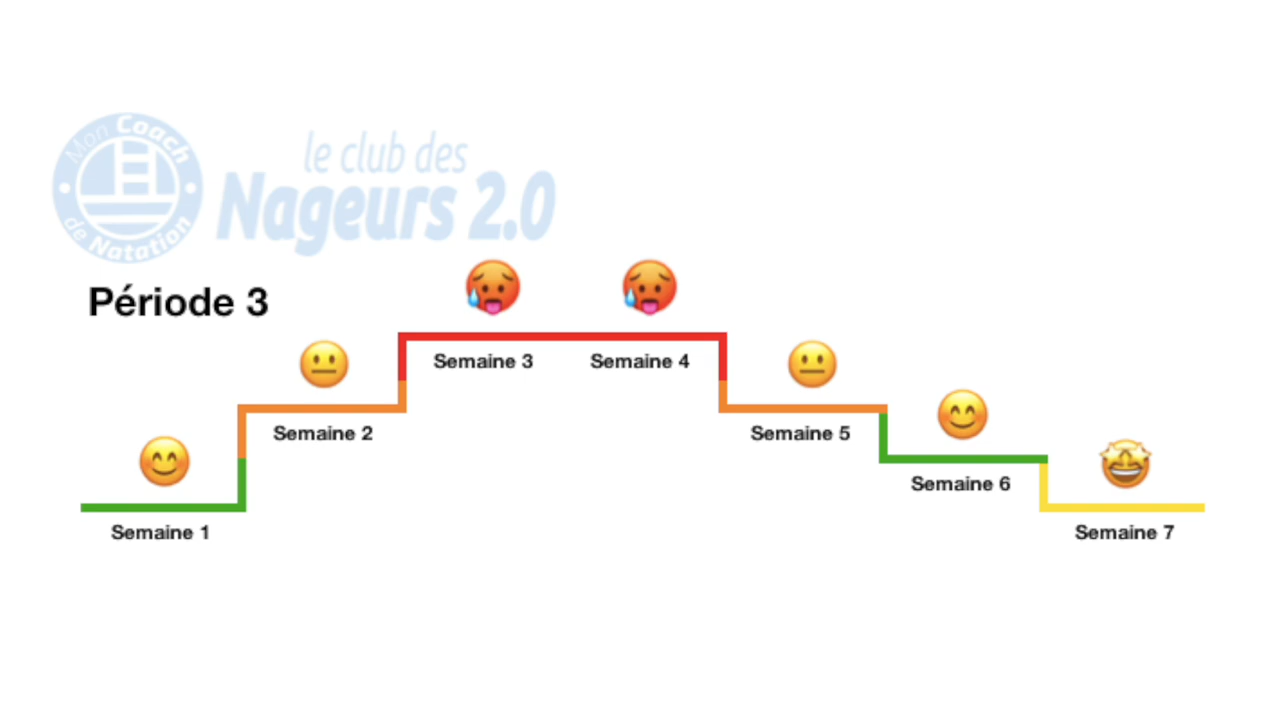 Mon Coach
de Natation
le club des
Nageurs 2.0
Période 3
Semaine 1
Semaine 2
Semaine 3
Semaine 4
Semaine 5
Semaine 6
Semaine 7